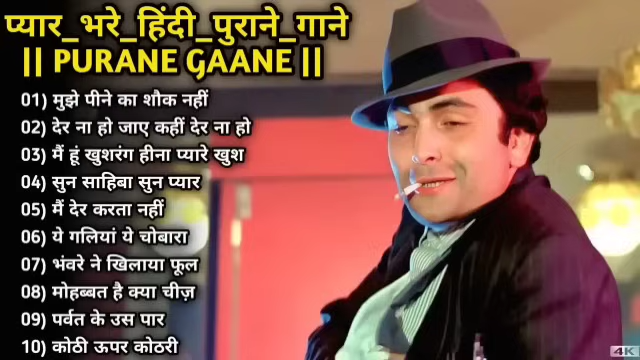 प्यार_भरे_हिंदी_पुराने_गाने
|| PURANE GAANE ||
01) मुझे पीने का शौक नहीं
02) देर ना हो जाए कहीं देर ना हो
03) मैं हूं खुशरंग हीना प्यारे खुश
04) सुन साहिबा सुन प्यार
05) मैं देर करता नहीं
06) ये गलियां ये चोबारा
07) भंवरे ने खिलाया फूल
08) मोहब्बत है क्या चीज़
09) पर्वत के उस पार
10) कोठी ऊपर कोठरी
4K